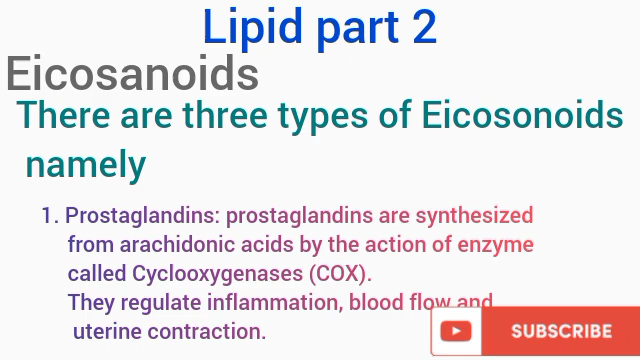 Lipid part 2
Eicosanoids
There are three types of Eicosonoids
namely
1. Prostaglandins: prostaglandins are synthesized
from arachidonic acids by the action of enzyme
called Cyclooxygenases (COX).
They regulate inflammation, blood flow and
uterine contraction.
SUBSCRIBE